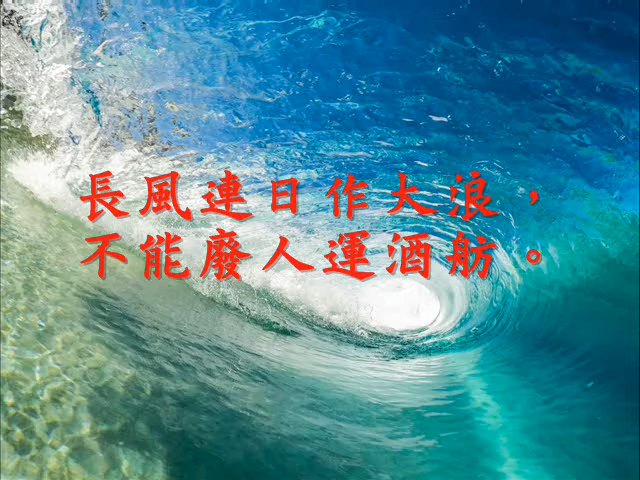 長風連日作大浪，
不能廢人運酒舫。